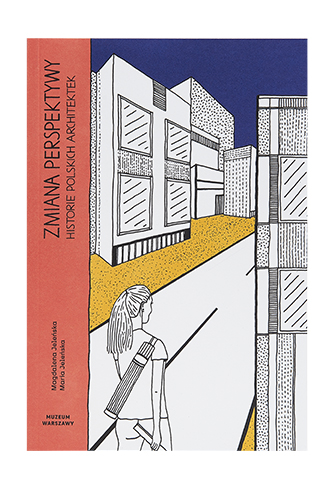 ZMIANA PERSPEKTYWY
HISTORIE POLSKICH ARCHITEKTEK
Magdalena Jeleńska
Maria Jeleńska
MUZEUM
WARSZAWY